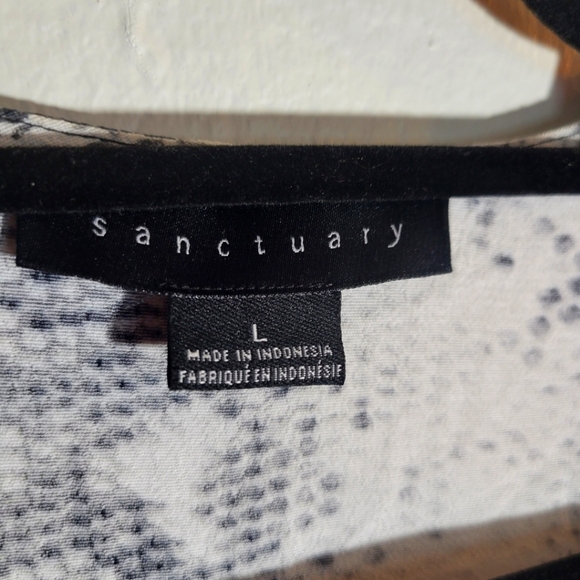 sanctuary
L
MADE IN INDONESIA
FABRIQUÉ EN INDONÉSIE